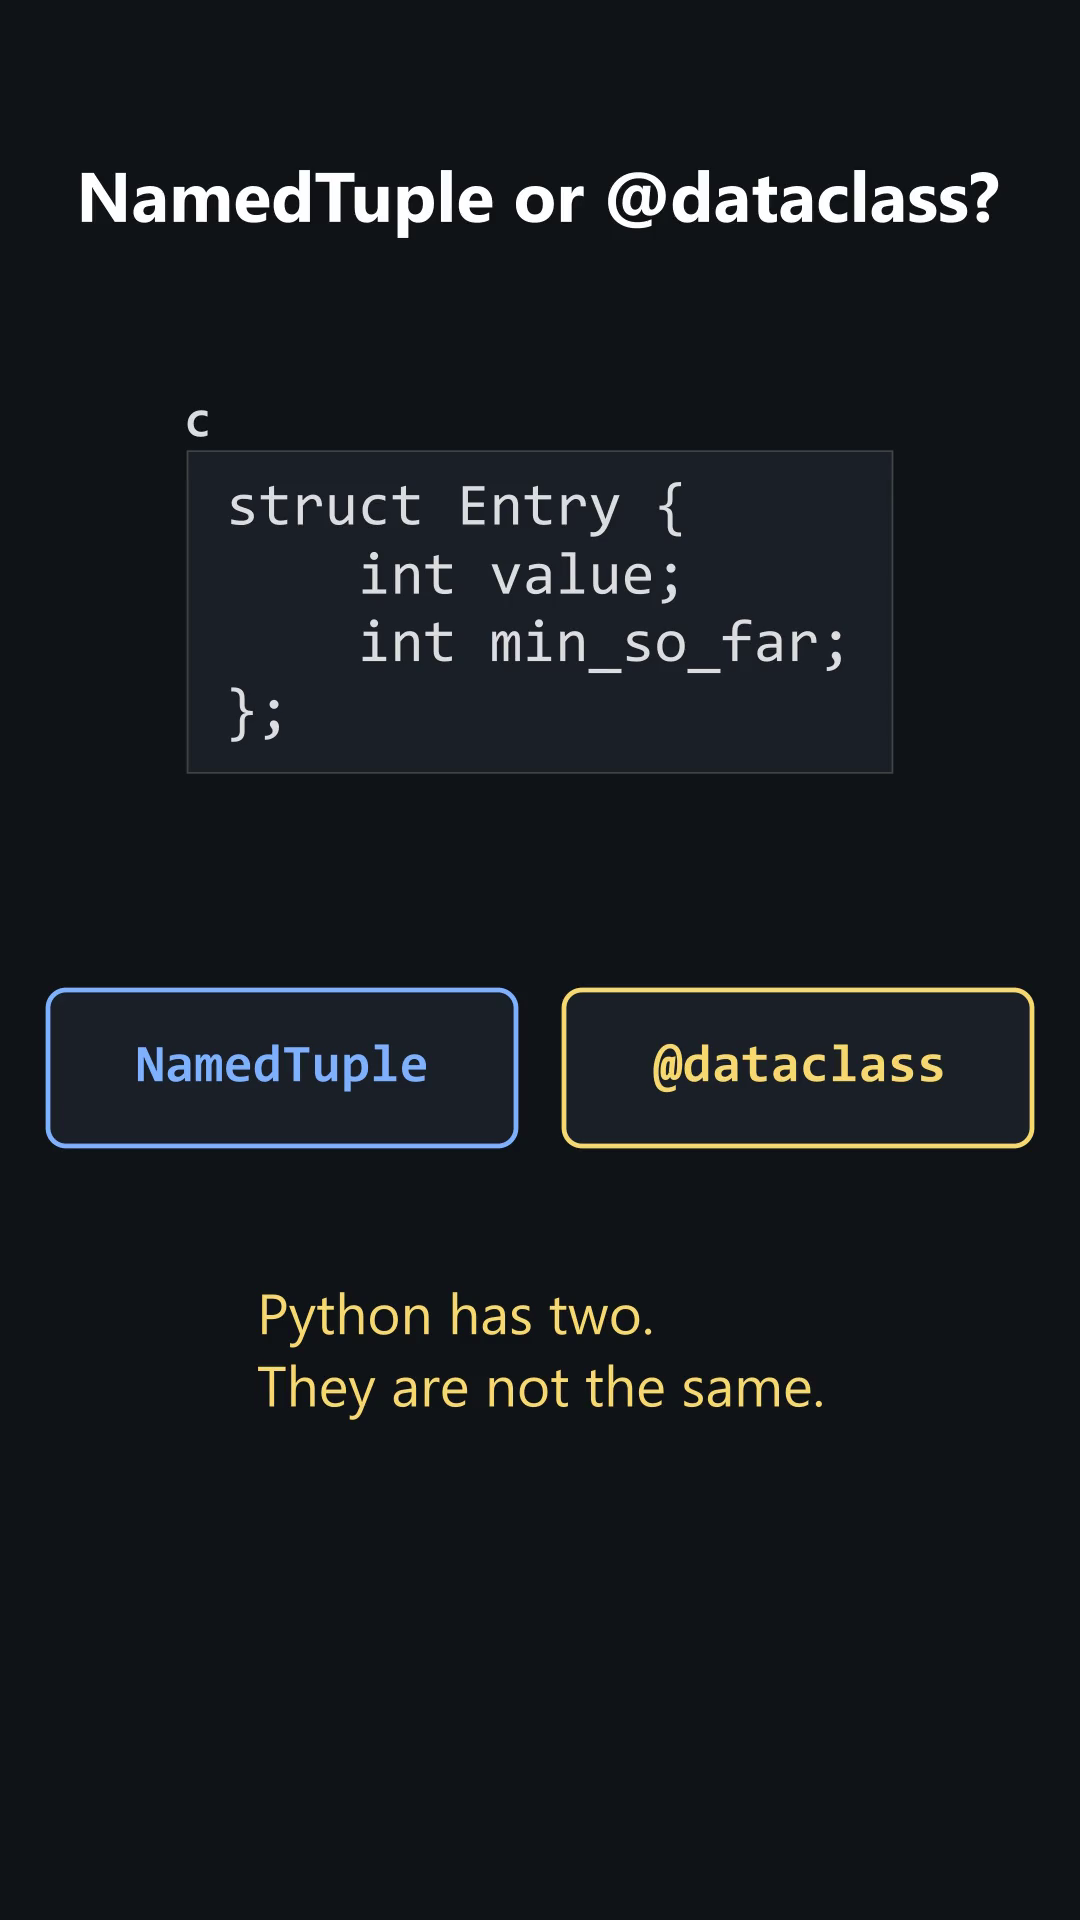 NamedTuple or @dataclass?
C
struct Entry {
    int value;
    int min_so_far;
};
NamedTuple
@dataclass
Python has two.
They are not the same.